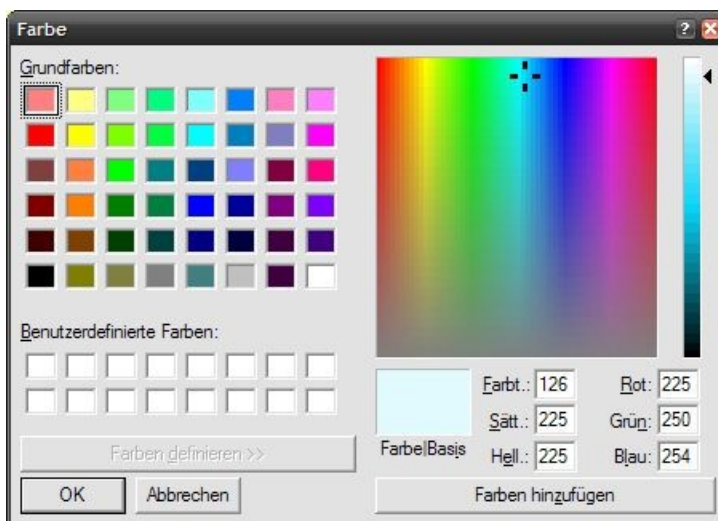 Farbe
Grundfarben:
Benutzerdefinierte Farben:
Farben definieren >>
OK
Abbrechen
Farbe|Basis
Farbt.: 126
Sätt.: 225
Hell.: 225
Rot: 225
Grün: 250
Blau: 254
Farben hinzufügen